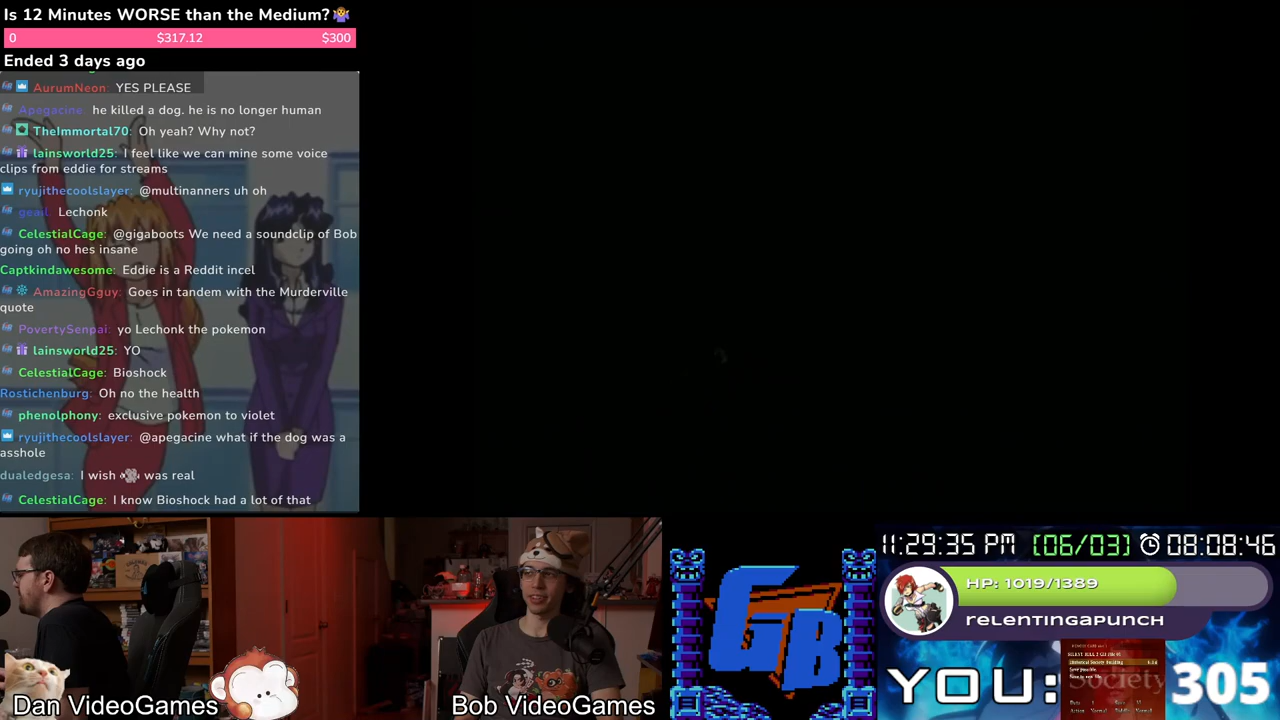 Is 12 Minutes WORSE than the Medium?🤷‍♀️
0 $317.12 $300
Ended 3 days ago
AurumNeon: YES PLEASE
Apegacine: he killed a dog. he is no longer human
TheImmortal70: Oh yeah? Why not?
lainsworld25: I feel like we can mine some voice
clips from eddie for streams
ryujithecoolslayer: @multinanners uh oh
geail: Lechonk
CelestialCage: @gigaboots We need a soundclip of Bob
going oh no hes insane
Captkindawesome: Eddie is a Reddit incel
AmazingGguy: Goes in tandem with the Murderville
quote
PovertySenpai: yo Lechonk the pokemon
lainsworld25: YO
CelestialCage: Bioshock
Rostichenburg: Oh no the health
phenolphony: exclusive pokemon to violet
ryujithecoolslayer: @apegacine what if the dog was a
asshole
dualedgesa: I wish was real
CelestialCage: I know Bioshock had a lot of that
Dan VideoGames
Bob VideoGames
GB
11:29:35 PM [06/03] 08:08:46
HP: 1019/1389
RELENTINGAPUNCH
YOU: 305
Society